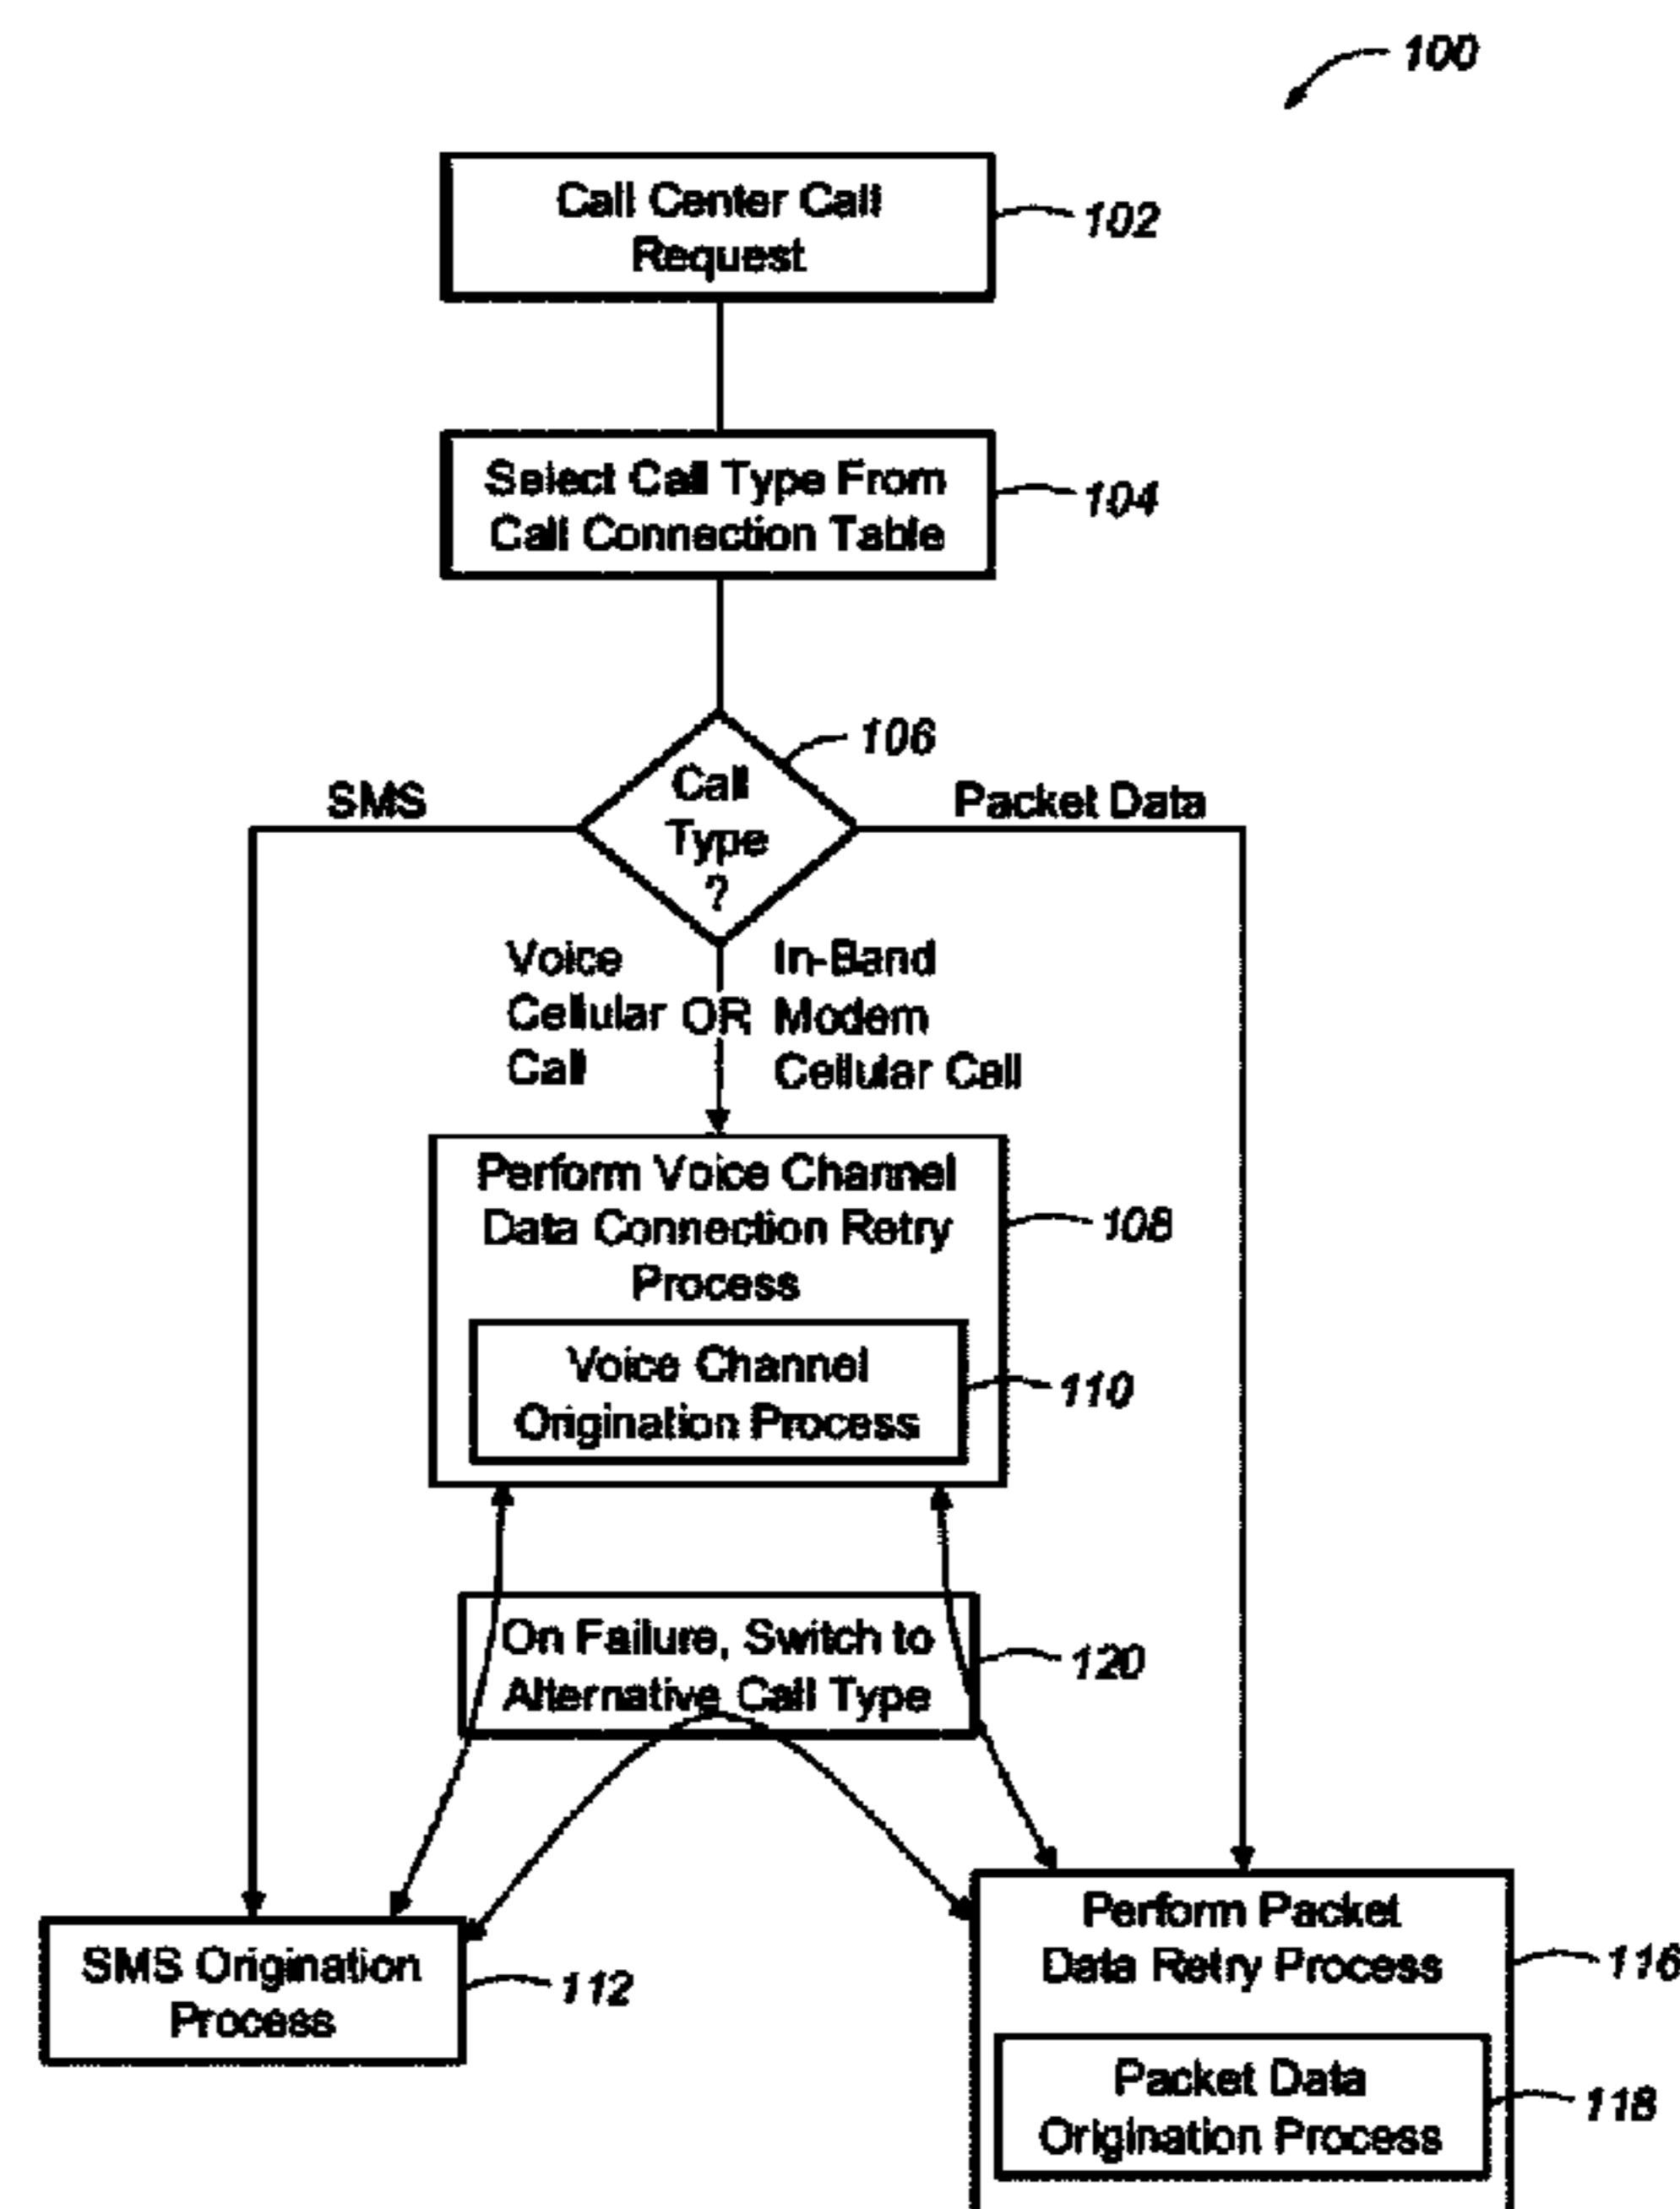 100
Call Center Call
Request
102
Select Call Type From
Call Connection Table
104
106
Call
Type
?
SMS
Packet Data
Voice
Cellular
Call
OR
In-Band
Modem
Cellular Call
Perform Voice Channel
Data Connection Retry
Process
108
Voice Channel
Origination Process
110
On Failure, Switch to
Alternative Call Type
120
SMS Origination
Process
112
Perform Packet
Data Retry Process
116
Packet Data
Origination Process
118